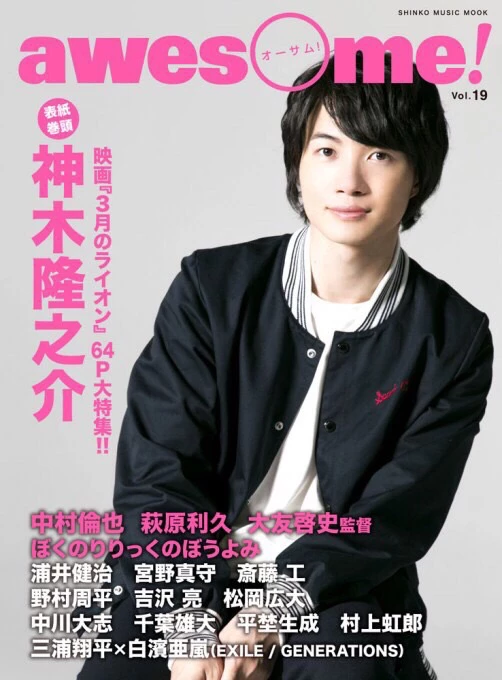 SHINKO MUSIC MOOK
awesome!
オーサム!
Vol.19
表紙
巻頭
神木隆之介
映画『3月のライオン』64P大特集!!
中村倫也 萩原利久 大友啓史監督
ぼくのりりっくのぼうよみ
浦井健治 宮野真守 斎藤 工
野村周平 吉沢 亮 松岡広大
中川大志 千葉雄大 平埜生成 村上虹郎
三浦翔平×白濱亜嵐(EXILE / GENERATIONS)